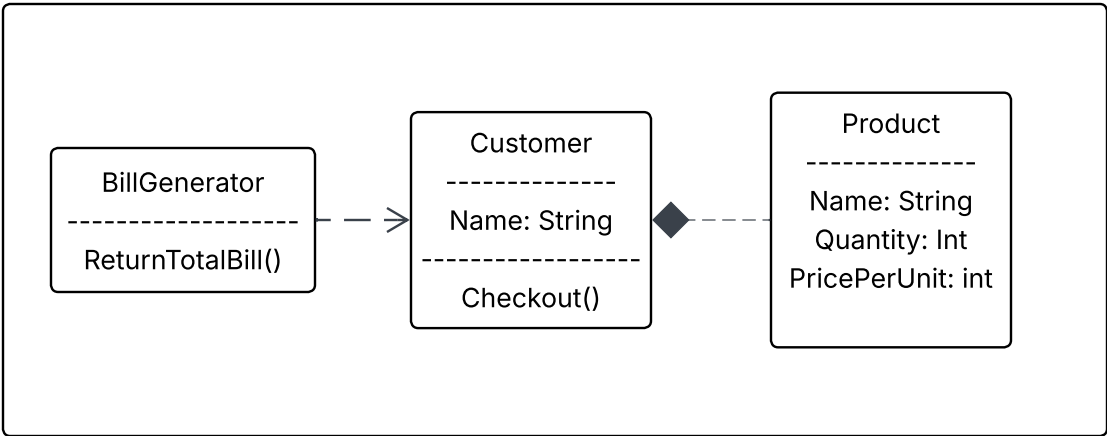 BillGenerator
ReturnTotalBill()
Customer
Name: String
Checkout()
Product
Name: String
Quantity: Int
PricePerUnit: int